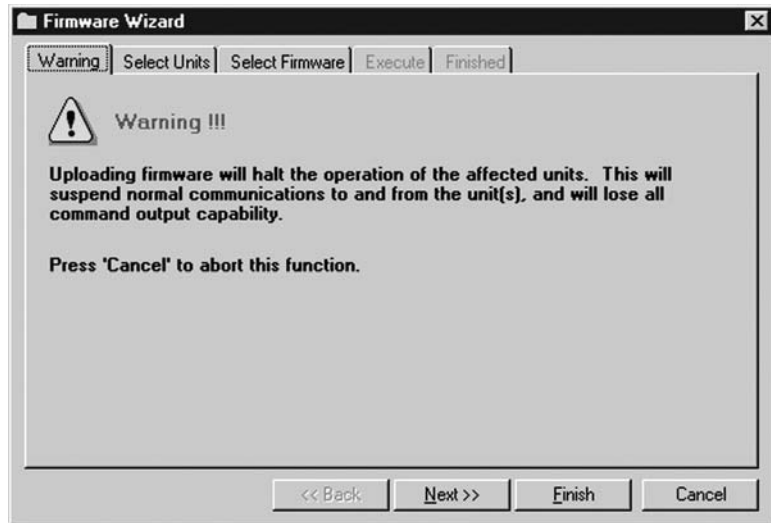 Firmware Wizard
Warning Select Units Select Firmware Execute Finished
Warning !!!
Uploading firmware will halt the operation of the affected units. This will
suspend normal communications to and from the unit(s), and will lose all
command output capability.
Press 'Cancel' to abort this function.
<< Back Next >> Finish Cancel